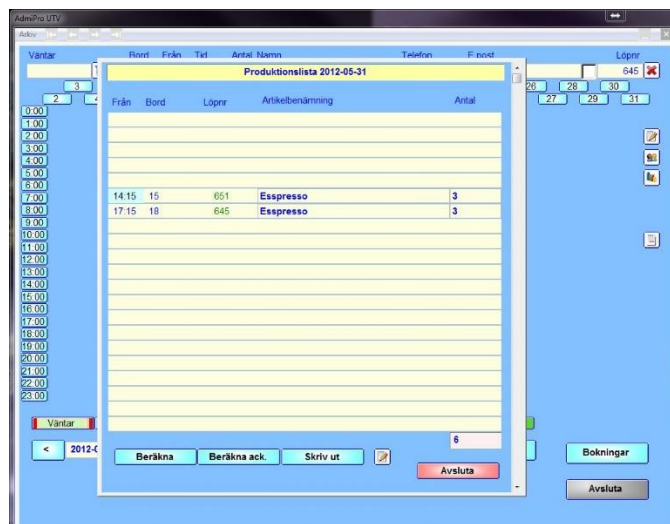 AdmiPro UTV
Väntar Bord Från Tid Antal Namn Telefon E post Löpnr
645
3 26 28 30
2 27 29 31
Produktionslista 2012-05-31
Från Bord Löpnr Artikelbenämning Antal
14:15 15 651 Esspresso 3
17:15 18 645 Esspresso 3
6
Beräkna Beräkna ack. Skriv ut
Avsluta
0:00
1:00
2:00
3:00
4:00
5:00
6:00
7:00
8:00
9:00
10:00
11:00
12:00
13:00
14:00
15:00
16:00
17:00
18:00
19:00
20:00
21:00
22:00
23:00
Väntar
< 2012-0
Bokningar
Avsluta